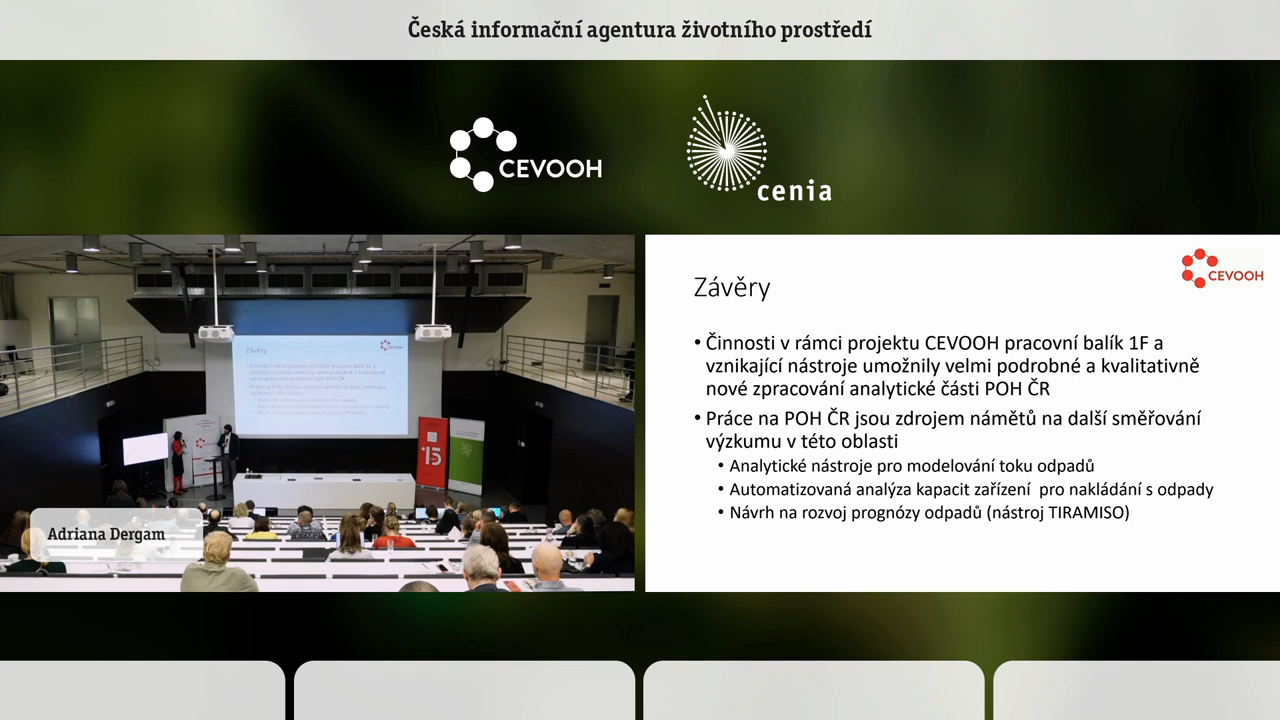 Česká informační agentura životního prostředí
CEVOOH
cenia
Závěry
CEVOOH
• Činnosti v rámci projektu CEVOOH pracovní balík 1F a
vznikající nástroje umožnily velmi podrobné a kvalitativně
nové zpracování analytické části POH ČR
• Práce na POH ČR jsou zdrojem námětů na další směřování
výzkumu v této oblasti
• Analytické nástroje pro modelování toku odpadů
• Automatizovaná analýza kapacit zařízení  pro nakládání s odpady
• Návrh na rozvoj prognózy odpadů (nástroj TIRAMISO)
Závěry
15
Adriana Dergam